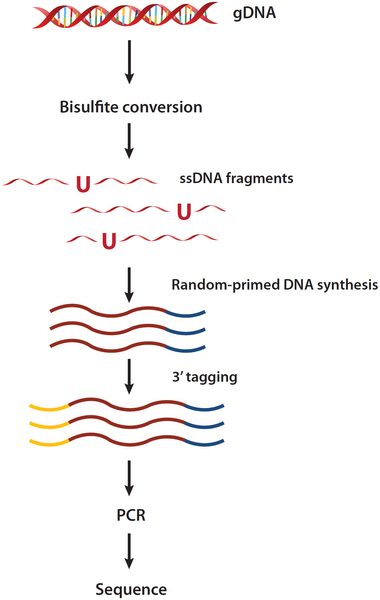 gDNA
Bisulfite conversion
ssDNA fragments
U
U
U
Random-primed DNA synthesis
3′ tagging
PCR
Sequence